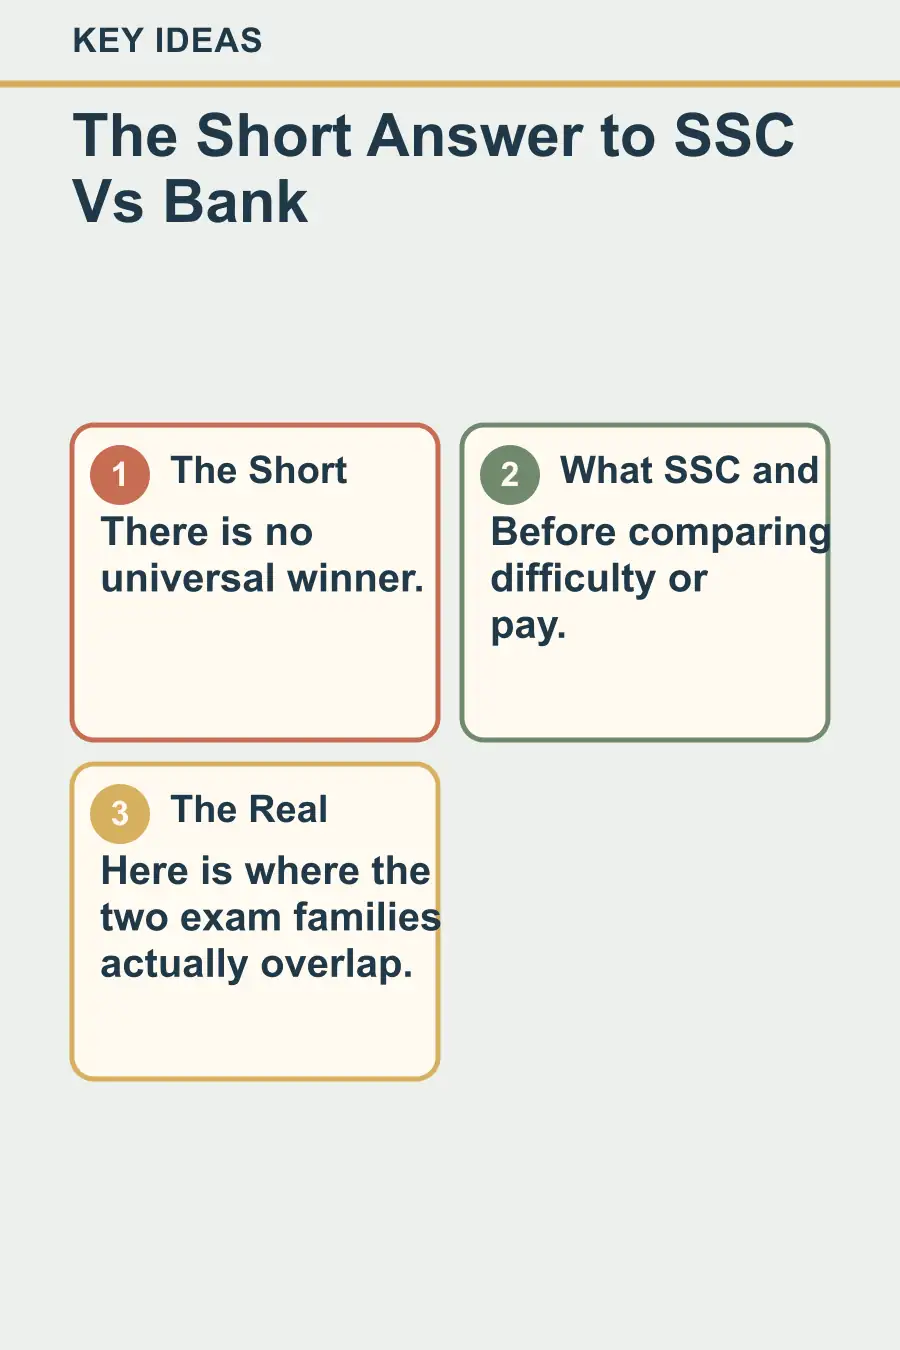 KEY IDEAS
The Short Answer to SSC
Vs Bank
1 The Short
There is no
universal winner.
2 What SSC and
Before comparing
difficulty or
pay.
3 The Real
Here is where the
two exam families
actually overlap.